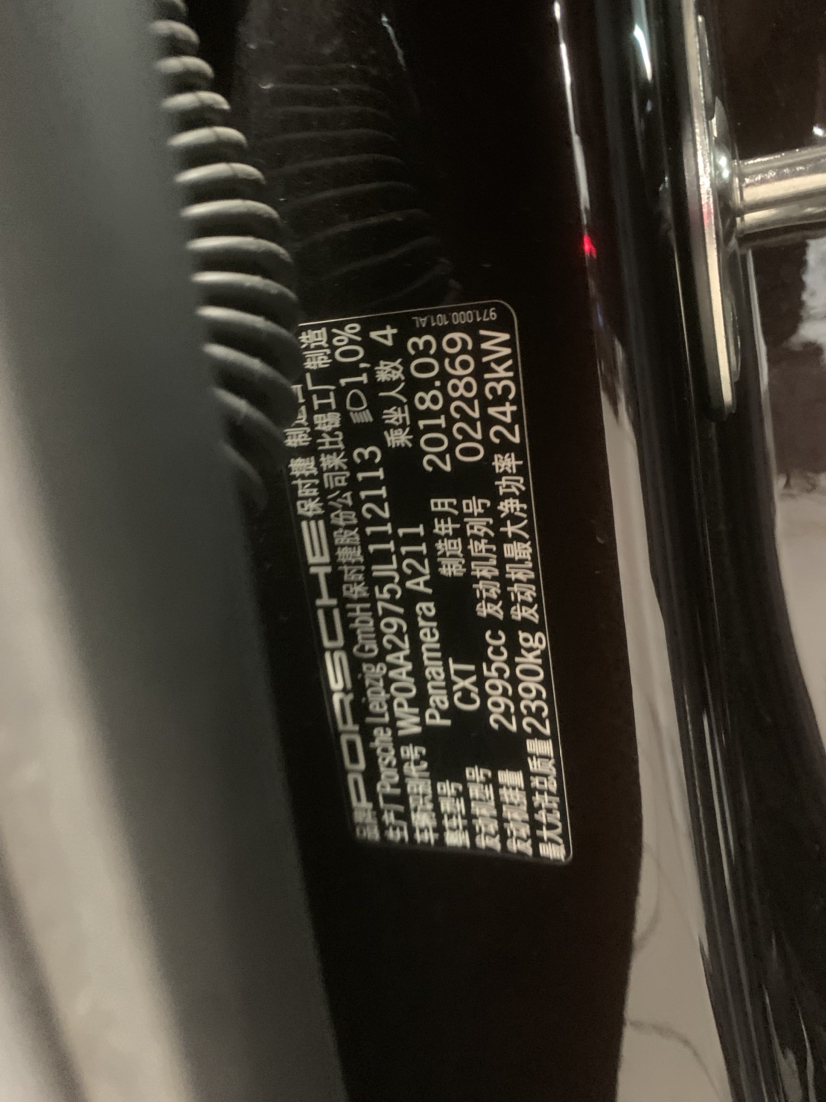 971.000.101.AL
品牌 PORSCHE 保时捷 制造
生产厂 Porsche Leipzig GmbH 保时捷股份公司莱比锡工厂 制造
车辆识别代号 WP0AA2975JL112113 1,0%
整车型号 Panamera A211 乘坐人数 4
发动机型号 CXT 制造年月 2018.03
发动机排量 2995cc 发动机序列号 022869
最大允许总质量 2390kg 发动机最大净功率 243kW